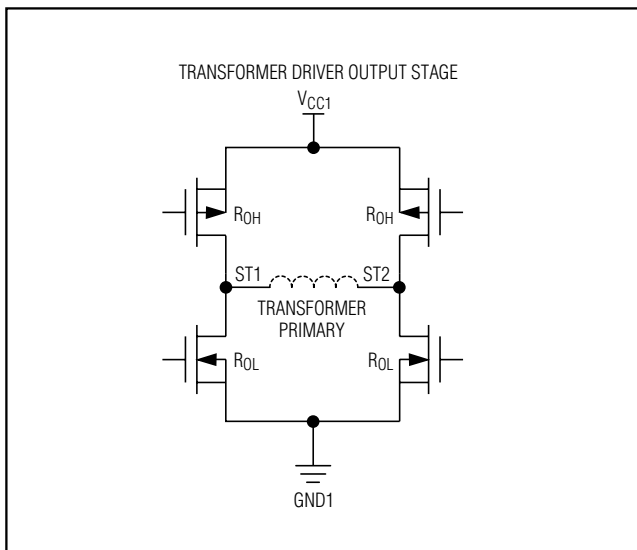 TRANSFORMER DRIVER OUTPUT STAGE
VCC1
ROH
ROH
ST1
ST2
TRANSFORMER
PRIMARY
ROL
ROL
GND1